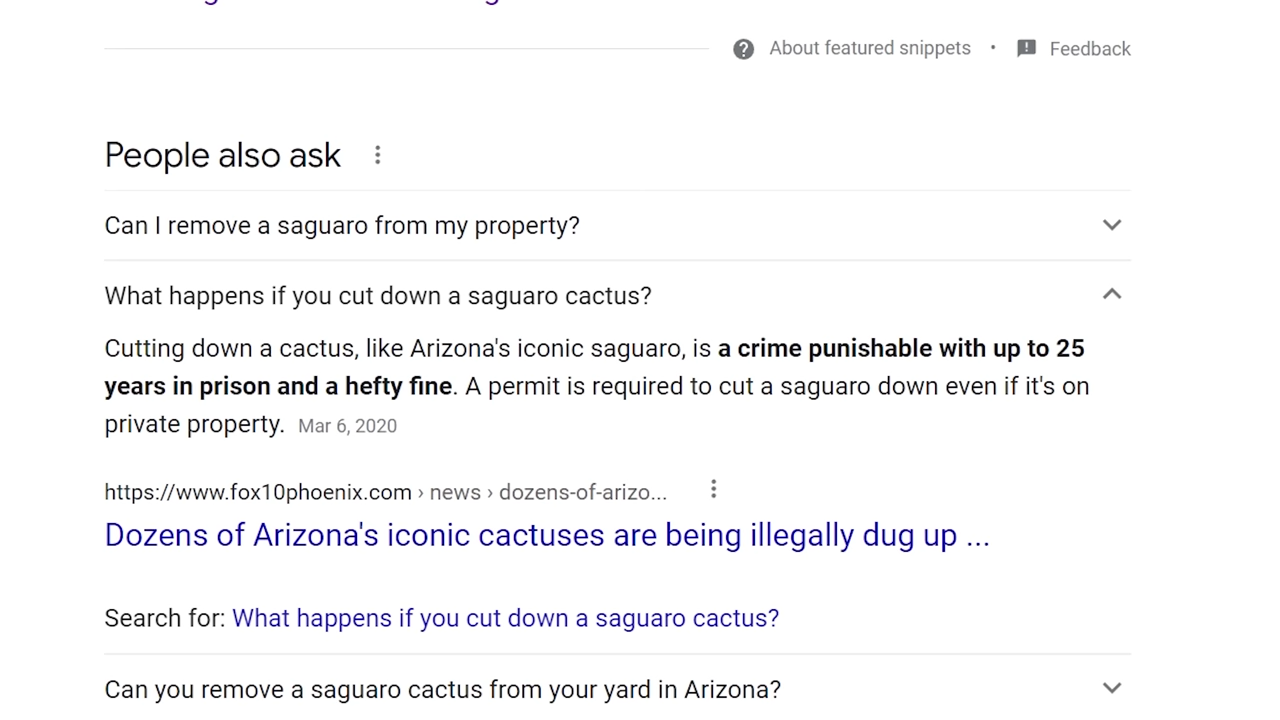 About featured snippets • Feedback
People also ask
Can I remove a saguaro from my property?
What happens if you cut down a saguaro cactus?
Cutting down a cactus, like Arizona's iconic saguaro, is a crime punishable with up to 25
years in prison and a hefty fine. A permit is required to cut a saguaro down even if it's on
private property. Mar 6, 2020
https://www.fox10phoenix.com › news › dozens-of-arizo...
Dozens of Arizona's iconic cactuses are being illegally dug up ...
Search for: What happens if you cut down a saguaro cactus?
Can you remove a saguaro cactus from your yard in Arizona?